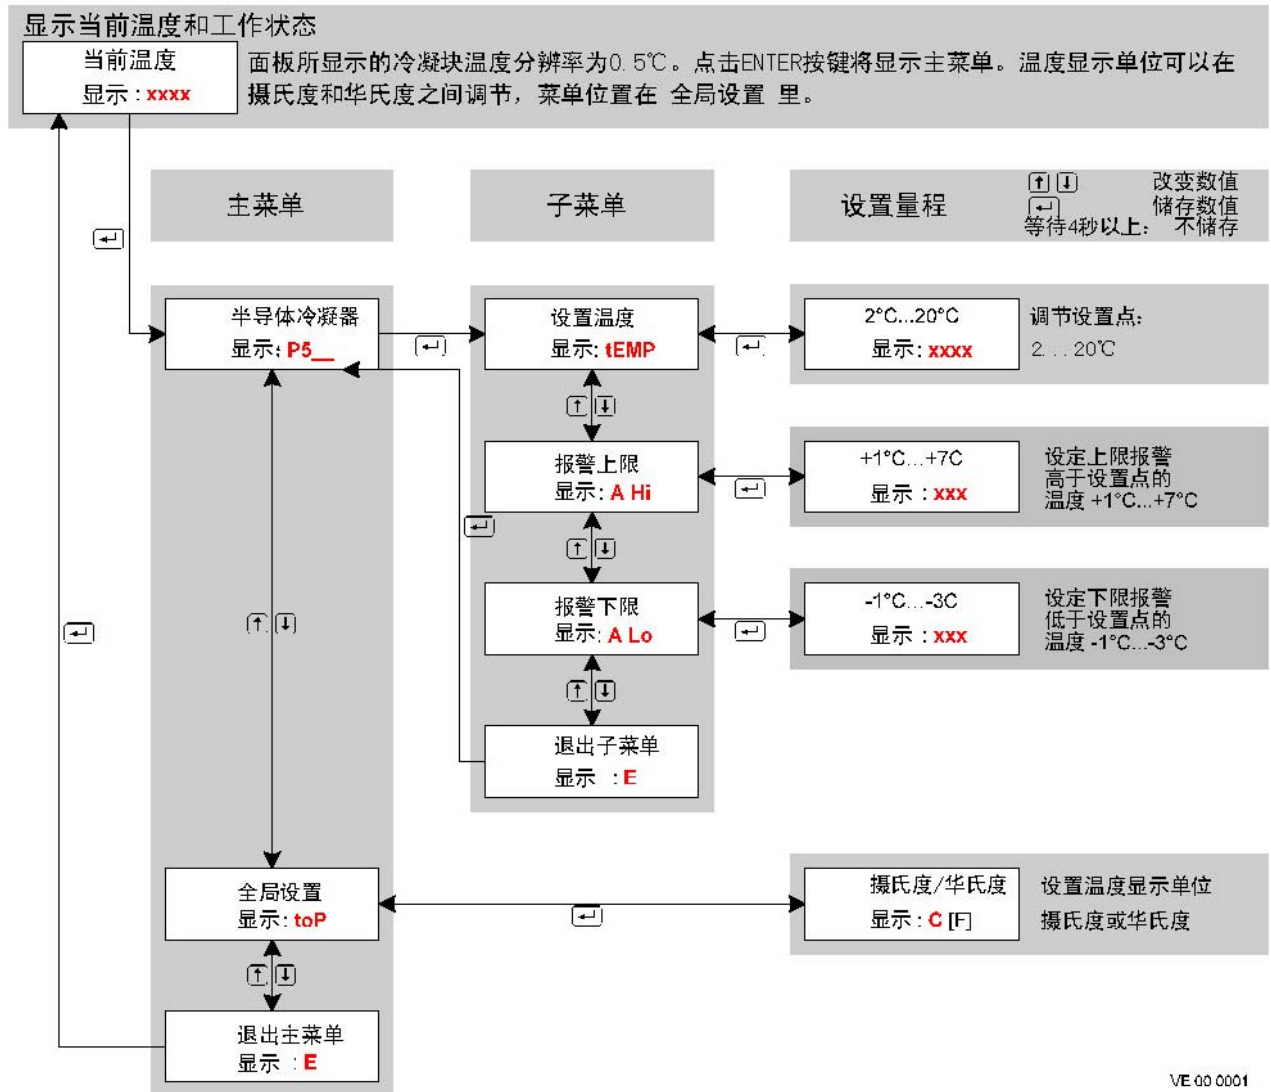 显示当前温度和工作状态
当前温度
显示:xxxx
面板所显示的冷凝块温度分辨率为0.5℃。点击ENTER按键将显示主菜单。温度显示单位可以在
摄氏度和华氏度之间调节,菜单位置在 全局设置 里。
主菜单
子菜单
设置量程
↑ ↓ 改变数值
↵ 储存数值
等待4秒以上: 不储存
半导体冷凝器
显示:P5__
设置温度
显示:tEMP
2°C...20°C
显示:xxxx
调节设置点:
2...20℃
报警上限
显示:A Hi
+1°C...+7C
显示:xxx
设定上限报警
高于设置点的
温度 +1°C...+7°C
报警下限
显示:A Lo
-1°C...-3C
显示:xxx
设定下限报警
低于设置点的
温度 -1°C...-3°C
退出子菜单
显示 :E
全局设置
显示:toP
摄氏度/华氏度
显示:C [F]
设置温度显示单位
摄氏度或华氏度
退出主菜单
显示 :E
VE 00 0001